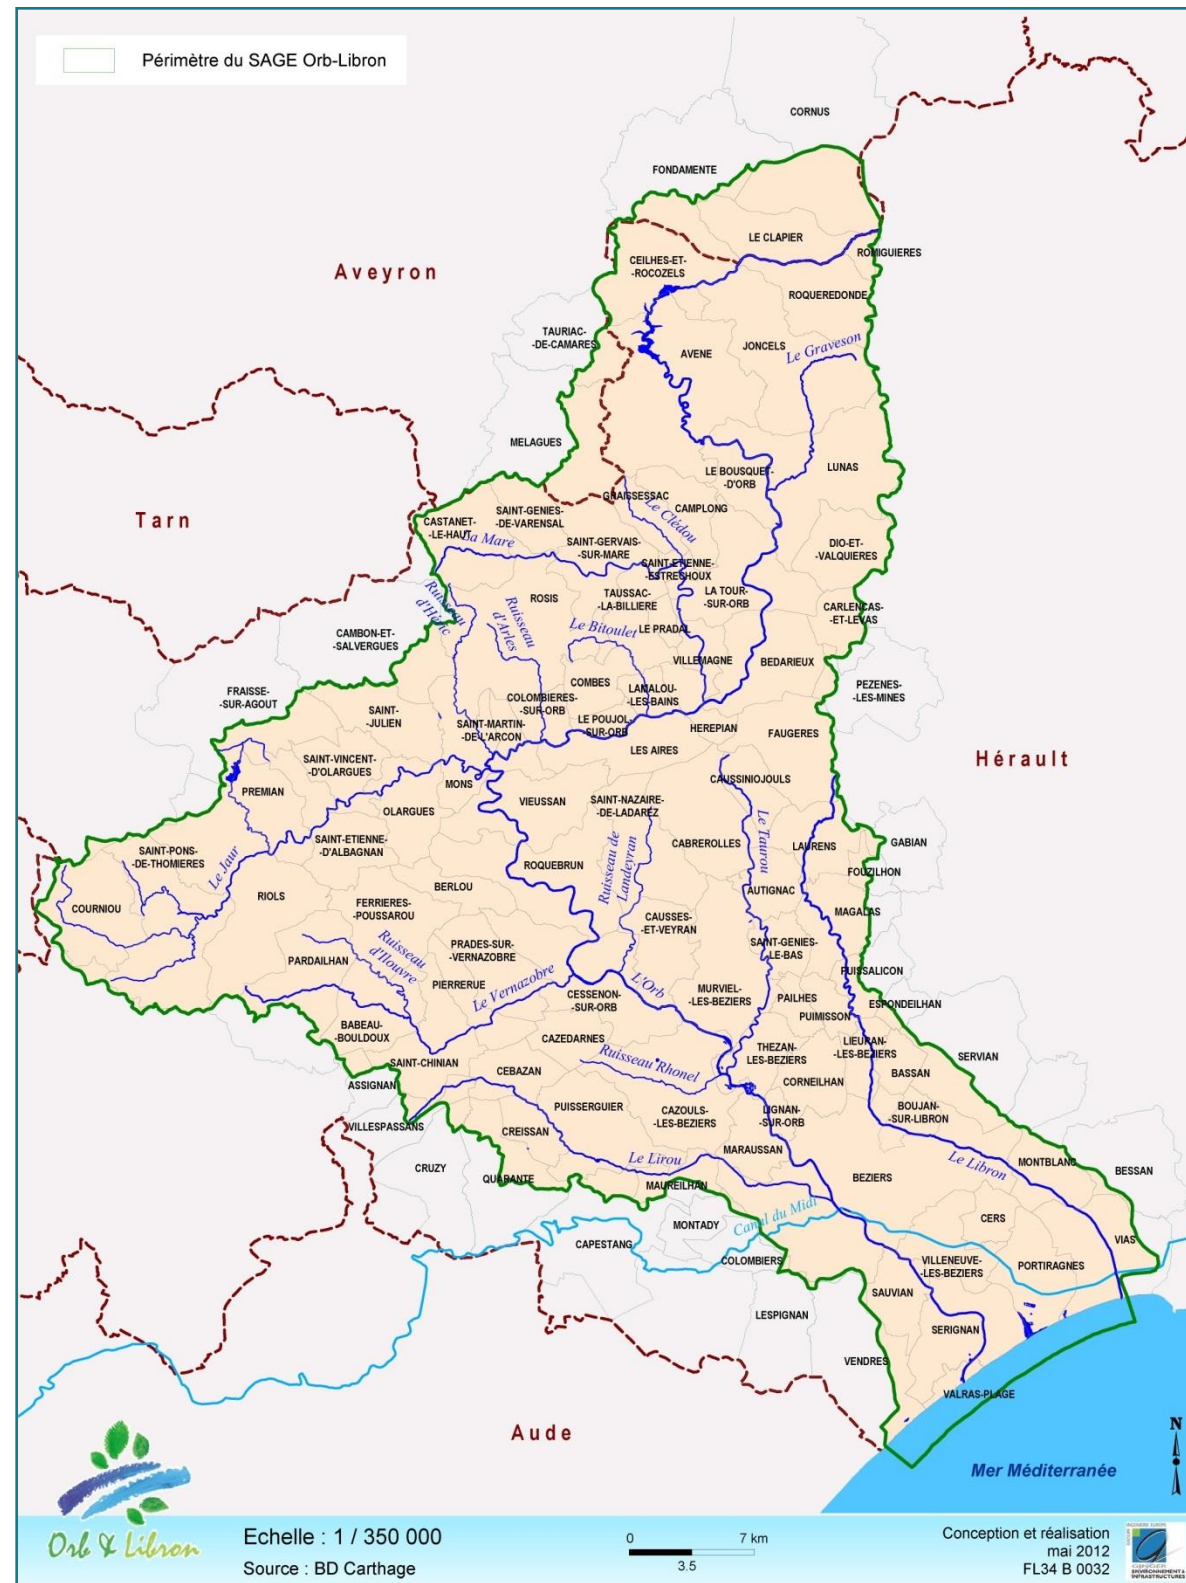 Périmètre du SAGE Orb-Libron
CORNUS
FONDAMENTE
LE CLAPIER
ROMIGUIERES
CEILHES-ET-
-ROCOZELS
Aveyron
ROQUEREDONDE
TAURIAC-
-DE-CAMARES
AVENE
JONCELS
Le Graveson
MELAGUES
LE BOUSQUET-
-D'ORB
LUNAS
GRAISSESSAC
CAMPLONG
Le Clédou
SAINT-GENIES-
-DE-VARENSAL
CASTANET-
-LE-HAUT
Tarn
La Mare
SAINT-GERVAIS-
-SUR-MARE
DIO-ET-
-VALQUIERES
SAINT-ETIENNE-
-ESTRECHOUX
Ruisseau
d'Héric
ROSIS
Ruisseau
d'Arles
TAUSSAC-
-LA-BILLIERE
LA TOUR-
-SUR-ORB
CARLENCAS-
-ET-LEVAS
Le Bitoulet
LE PRADAL
CAMBON-ET-
-SALVERGUES
VILLEMAGNE
BEDARIEUX
FRAISSE-
-SUR-AGOUT
COMBES
LAMALOU-
-LES-BAINS
PEZENES-
-LES-MINES
COLOMBIERES-
-SUR-ORB
SAINT-
-JULIEN
SAINT-MARTIN-
-DE-L'ARCON
LE POUJOL-
-SUR-ORB
HEREPIAN
FAUGERES
LES AIRES
Hérault
SAINT-VINCENT-
-D'OLARGUES
PREMIAN
MONS
CAUSSINIOJOULS
VIEUSSAN
SAINT-NAZAIRE-
-DE-LADAREZ
OLARGUES
Le Taurou
SAINT-ETIENNE-
-D'ALBAGNAN
Ruisseau de
Landeyran
CABREROLLES
LAURENS
GABIAN
SAINT-PONS-
-DE-THOMIERES
Le Jaur
ROQUEBRUN
FOUZILHON
BERLOU
AUTIGNAC
RIOLS
COURNIOU
FERRIERES-
-POUSSAROU
CAUSSES-
-ET-VEYRAN
MAGALAS
Ruisseau
d'Ilouvre
PRADES-SUR-
-VERNAZOBRE
SAINT-GENIES-
-LE-BAS
PARDAILHAN
PUISSALICON
PIERRERUE
Le Vernazobre
L'Orb
CESSENON-
-SUR-ORB
MURVIEL-
-LES-BEZIERS
PAILHES
ESPONDEILHAN
PUIMISSON
BABEAU-
-BOULDOUX
CAZEDARNES
THEZAN-
-LES-BEZIERS
LIEURAN-
-LES-BEZIERS
SERVIAN
SAINT-CHINIAN
Ruisseau Rhonel
CEBAZAN
BASSAN
ASSIGNAN
CORNEILHAN
PUISSERGUIER
CAZOULS-
-LES-BEZIERS
LIGNAN-
-SUR-ORB
BOUJAN-
-SUR-LIBRON
VILLESPASSANS
CREISSAN
MARAUSSAN
Le Lirou
Le Libron
MONTBLANC
BESSAN
CRUZY
QUARANTE
MAUREILHAN
BEZIERS
MONTADY
Canal du Midi
CERS
CAPESTANG
VIAS
COLOMBIERS
VILLENEUVE-
-LES-BEZIERS
PORTIRAGNES
SAUVIAN
LESPIGNAN
SERIGNAN
VENDRES
VALRAS-PLAGE
Aude
N
Mer Méditerranée
Orb & Libron
Echelle : 1 / 350 000
Source : BD Carthage
0
7 km
3.5
Conception et réalisation
mai 2012
FL34 B 0032
GINGER
ENVIRONNEMENT &
INFRASTRUCTURES